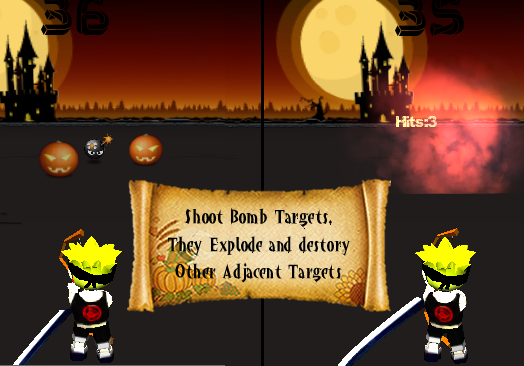 36
35
Hits:3
Shoot Bomb Targets,
They Explode and destory
Other Adjacent Targets